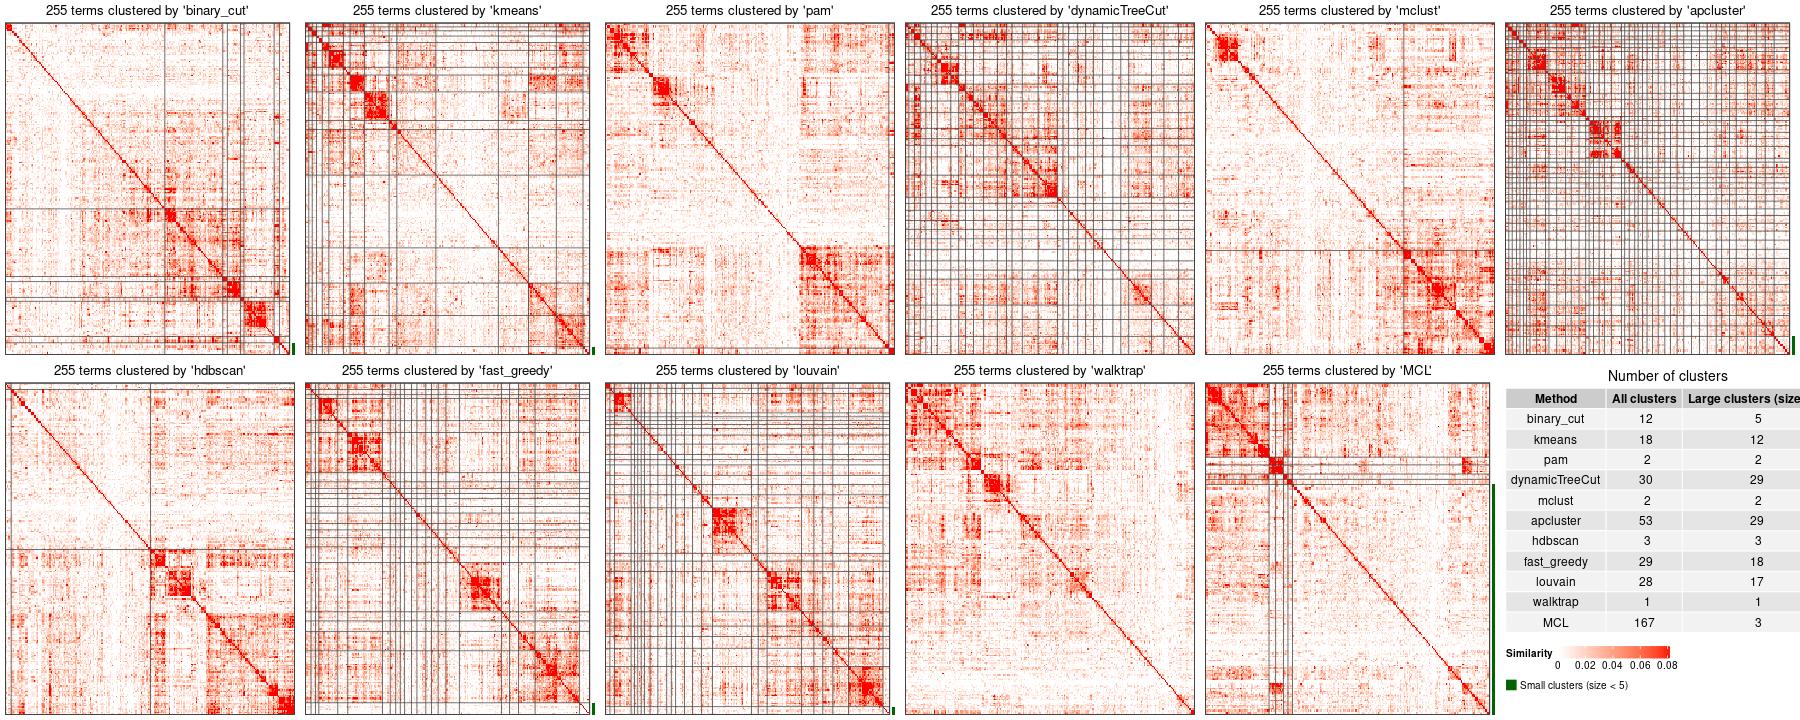 255 terms clustered by 'binary_cut'
255 terms clustered by 'kmeans'
255 terms clustered by 'pam'
255 terms clustered by 'dynamicTreeCut'
255 terms clustered by 'mclust'
255 terms clustered by 'apcluster'
255 terms clustered by 'hdbscan'
255 terms clustered by 'fast_greedy'
255 terms clustered by 'louvain'
255 terms clustered by 'walktrap'
255 terms clustered by 'MCL'
Number of clusters
Method All clusters Large clusters (size
binary_cut 12 5
kmeans 18 12
pam 2 2
dynamicTreeCut 30 29
mclust 2 2
apcluster 53 29
hdbscan 3 3
fast_greedy 29 18
louvain 28 17
walktrap 1 1
MCL 167 3
Similarity
0 0.02 0.04 0.06 0.08
Small clusters (size < 5)